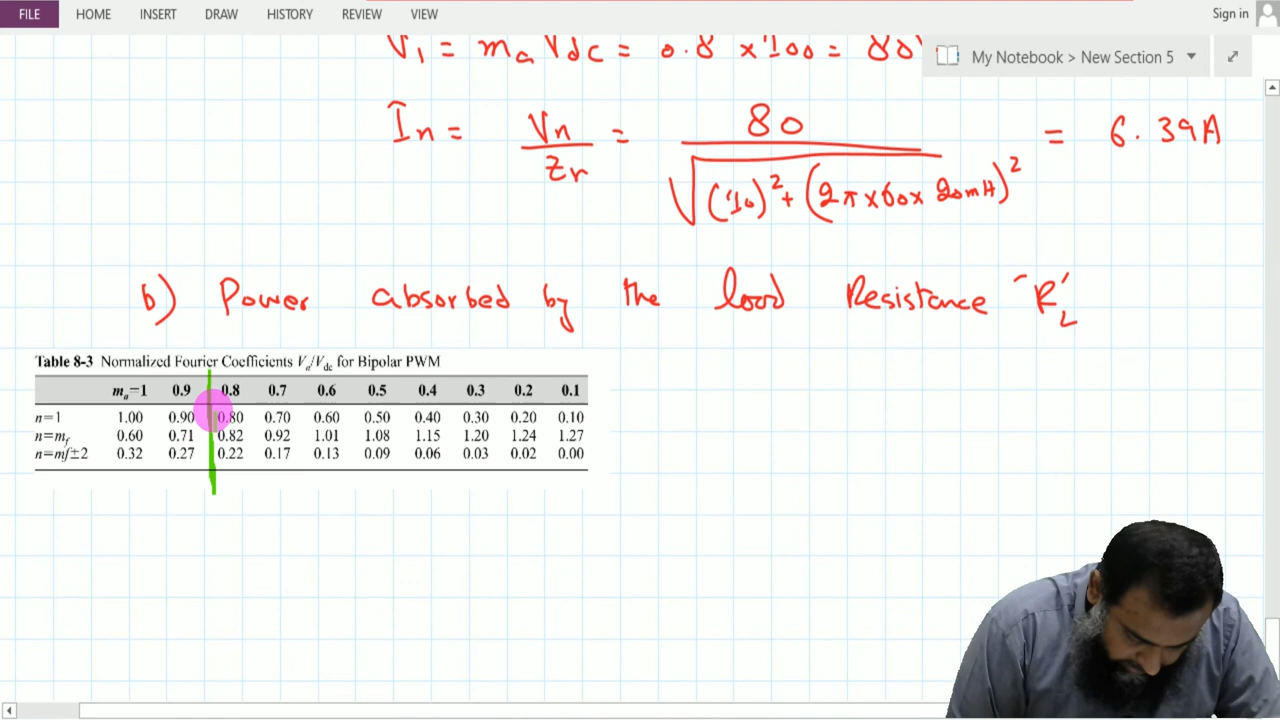 FILE HOME INSERT DRAW HISTORY REVIEW VIEW Sign in
V₁ = mₐ Vdc = 0.8 × 100 = 80
My Notebook > New Section 5
Îₙ = Vn / Zn = 80 / √((10)² + (2π×60×20mH)²) = 6.39A
b) Power absorbed by the load Resistance 'R_L'
Table 8-3 Normalized Fourier Coefficients Vₙ/V_dc for Bipolar PWM
mₐ=1 0.9 0.8 0.7 0.6 0.5 0.4 0.3 0.2 0.1
n=1 1.00 0.90 0.80 0.70 0.60 0.50 0.40 0.30 0.20 0.10
n=m_f 0.60 0.71 0.82 0.92 1.01 1.08 1.15 1.20 1.24 1.27
n=mf±2 0.32 0.27 0.22 0.17 0.13 0.09 0.06 0.03 0.02 0.00